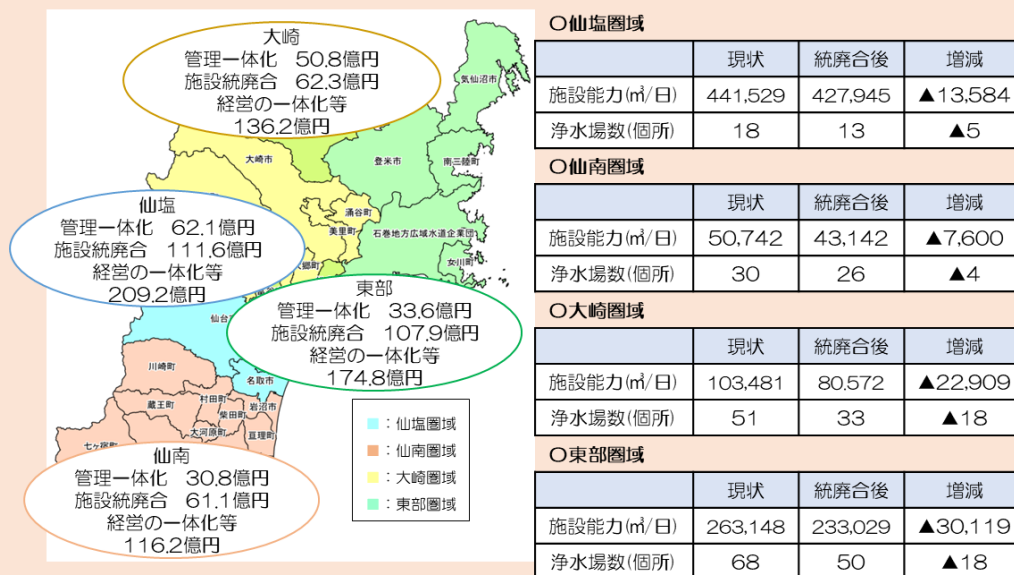 大崎
管理一体化 50.8億円
施設統廃合 62.3億円
経営の一体化等
136.2億円
気仙沼市
登米市
南三陸町
大崎市
涌谷町
美里町
石巻地方広域水道企業団
女川町
仙塩
管理一体化 62.1億円
施設統廃合 111.6億円
経営の一体化等
209.2億円
東部
管理一体化 33.6億円
施設統廃合 107.9億円
経営の一体化等
174.8億円
川崎町
名取市
村田町
岩沼市
蔵王町
柴田町
大河原町
亘理町
仙南
管理一体化 30.8億円
施設統廃合 61.1億円
経営の一体化等
116.2億円
：仙塩圏域
：仙南圏域
：大崎圏域
：東部圏域
〇仙塩圏域
現状 統廃合後 増減
施設能力(㎥/日) 441,529 427,945 ▲13,584
浄水場数(個所) 18 13 ▲5
〇仙南圏域
現状 統廃合後 増減
施設能力(㎥/日) 50,742 43,142 ▲7,600
浄水場数(個所) 30 26 ▲4
〇大崎圏域
現状 統廃合後 増減
施設能力(㎥/日) 103,481 80,572 ▲22,909
浄水場数(個所) 51 33 ▲18
〇東部圏域
現状 統廃合後 増減
施設能力(㎥/日) 263,148 233,029 ▲30,119
浄水場数(個所) 68 50 ▲18